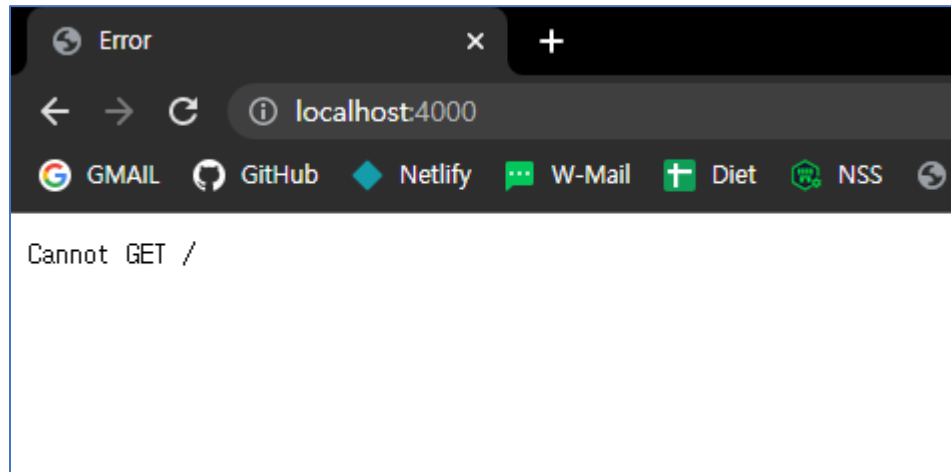 Error
localhost:4000
GMAIL GitHub Netlify W-Mail Diet NSS
Cannot GET /